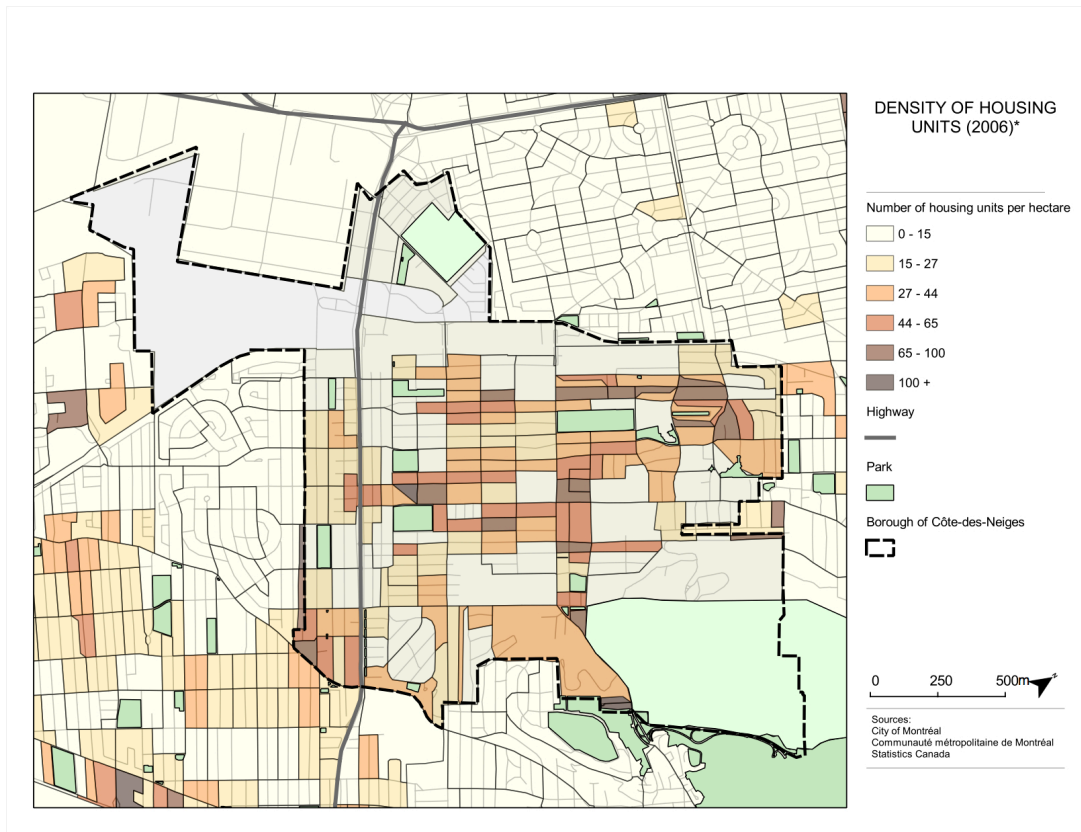 DENSITY OF HOUSING
UNITS (2006)*
Number of housing units per hectare
0 - 15
15 - 27
27 - 44
44 - 65
65 - 100
100 +
Highway
Park
Borough of Côte-des-Neiges
0 250 500m
N
Sources:
City of Montréal
Communauté métropolitaine de Montréal
Statistics Canada